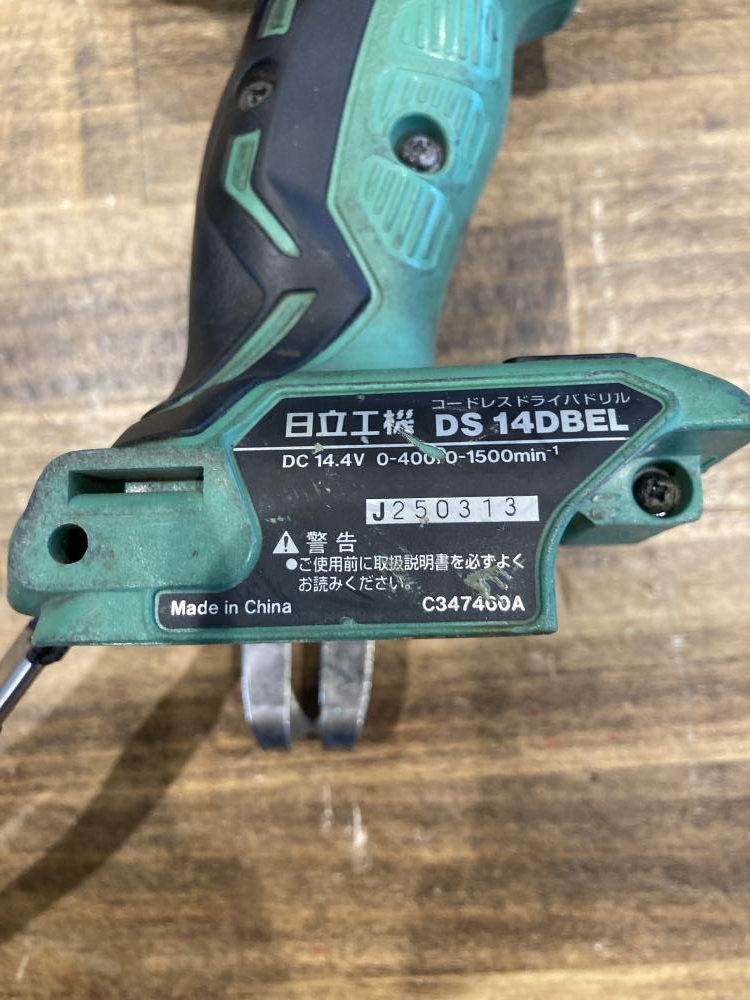 コードレスドライバドリル
日立工機 DS 14DBEL
DC 14.4V 0-400/0-1500min-1
J250313
警告
●ご使用前に取扱説明書を必ずよく
お読みください。
Made in China C347460A